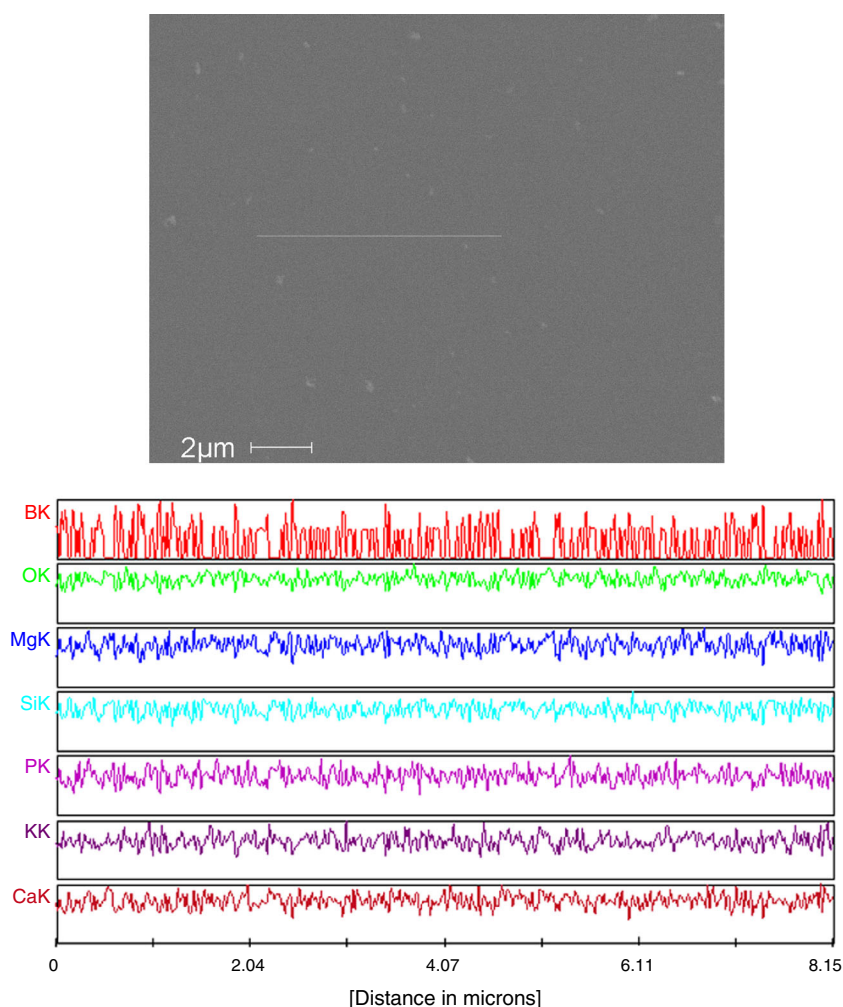 2µm
BK
OK
MgK
SiK
PK
KK
CaK
0 2.04 4.07 6.11 8.15
[Distance in microns]